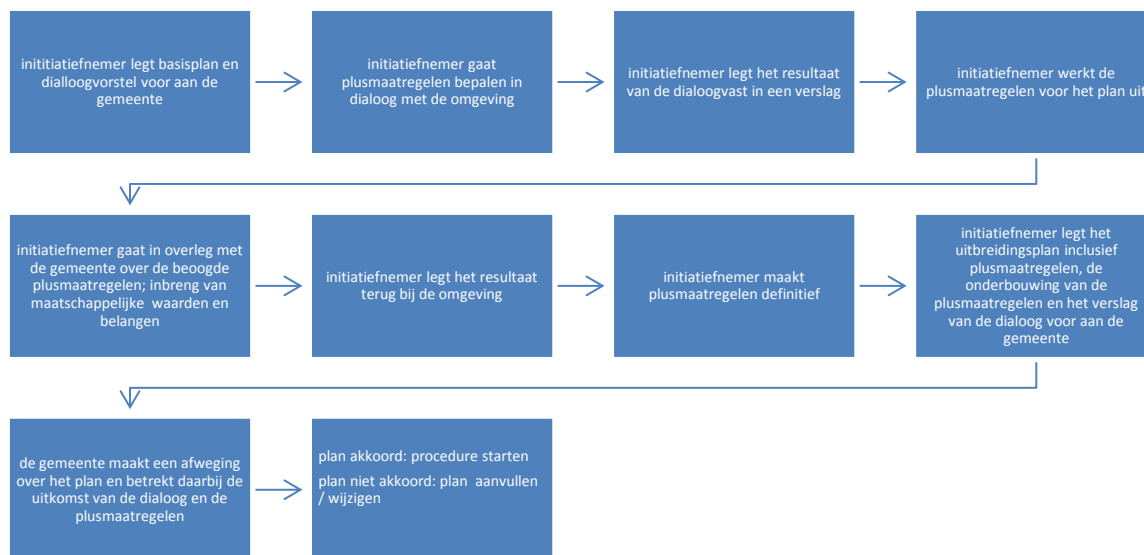 inititiatiefnemer legt basisplan en
dialloogvorstel voor aan de
gemeente
initiatiefnemer gaat
plusmaatregelen bepalen in
dialoog met de omgeving
initiatiefnemer legt het resultaat
van de dialoogvast in een verslag
initiatiefnemer werkt de
plusmaatregelen voor het plan uit
initiatiefnemer gaat in overleg met
de gemeente over de beoogde
plusmaatregelen; inbreng van
maatschappelijke waarden en
belangen
initiatiefnemer legt het resultaat
terug bij de omgeving
initiatiefnemer maakt
plusmaatregelen definitief
initiatiefnemer legt het
uitbreidingsplan inclusief
plusmaatregelen, de
onderbouwing van de
plusmaatregelen en het verslag
van de dialoog voor aan de
gemeente
de gemeente maakt een afweging
over het plan en betrekt daarbij de
uitkomst van de dialoog en de
plusmaatregelen
plan akkoord: procedure starten
plan niet akkoord: plan aanvullen
/ wijzigen